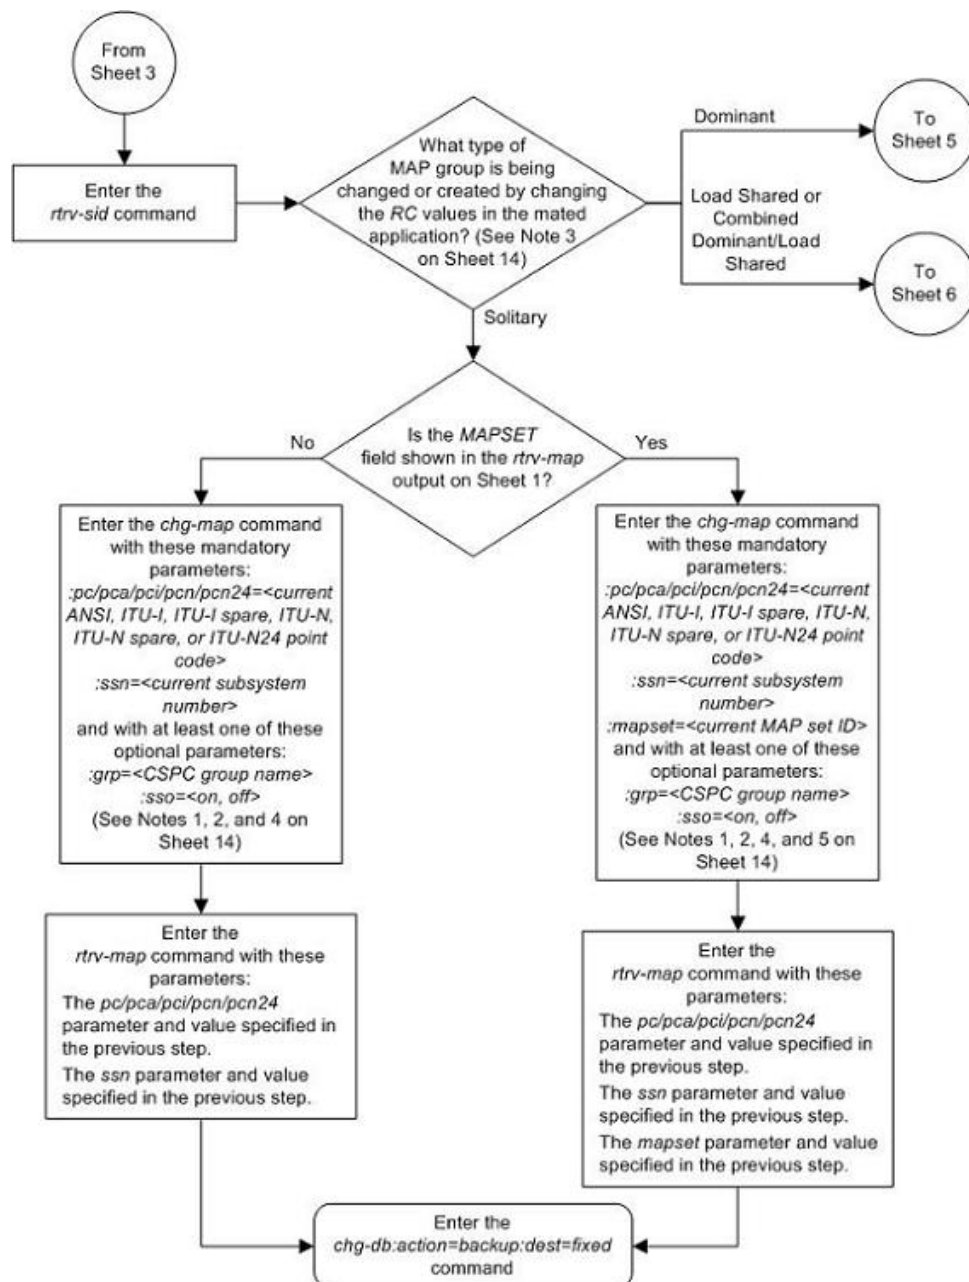 From
Sheet 3
Enter the
rtrv-sid command
What type of
MAP group is being
changed or created by changing
the RC values in the mated
application? (See Note 3
on Sheet 14)
Dominant
To
Sheet 5
Load Shared or
Combined
Dominant/Load
Shared
To
Sheet 6
Solitary
Is the MAPSET
field shown in the rtrv-map
output on Sheet 1?
No
Yes
Enter the chg-map command
with these mandatory
parameters:
:pc/pca/pci/pcn/pcn24=<current
ANSI, ITU-I, ITU-I spare, ITU-N,
ITU-N spare, or ITU-N24 point
code>
:ssn=<current subsystem
number>
and with at least one of these
optional parameters:
:grp=<CSPC group name>
:sso=<on, off>
(See Notes 1, 2, and 4 on
Sheet 14)
Enter the chg-map command
with these mandatory
parameters:
:pc/pca/pci/pcn/pcn24=<current
ANSI, ITU-I, ITU-I spare, ITU-N,
ITU-N spare, or ITU-N24 point
code>
:ssn=<current subsystem
number>
:mapset=<current MAP set ID>
and with at least one of these
optional parameters:
:grp=<CSPC group name>
:sso=<on, off>
(See Notes 1, 2, 4, and 5 on
Sheet 14)
Enter the
rtrv-map command with these
parameters:
The pc/pca/pci/pcn/pcn24
parameter and value specified in
the previous step.
The ssn parameter and value
specified in the previous step.
Enter the
rtrv-map command with these
parameters:
The pc/pca/pci/pcn/pcn24
parameter and value specified in
the previous step.
The ssn parameter and value
specified in the previous step.
The mapset parameter and value
specified in the previous step.
Enter the
chg-db:action=backup:dest=fixed
command